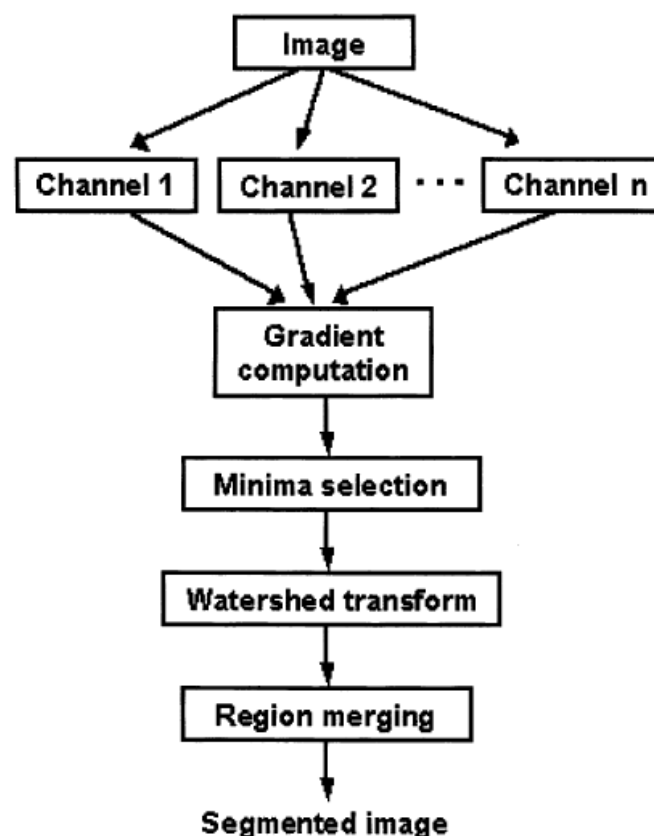 Image
Channel 1
Channel 2
...
Channel n
Gradient
computation
Minima selection
Watershed transform
Region merging
Segmented image